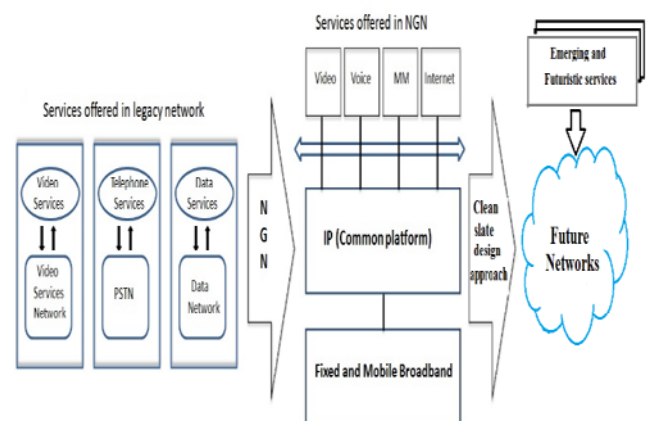 Services offered in legacy network
Video
Services
Telephone
Services
Data
Services
Video
Services
Network
PSTN
Data
Network
N
G
N
Services offered in NGN
Video
Voice
MM
Internet
IP (Common platform)
Fixed and Mobile Broadband
Clean
slate
design
approach
Emerging and
Futuristic services
Future
Networks